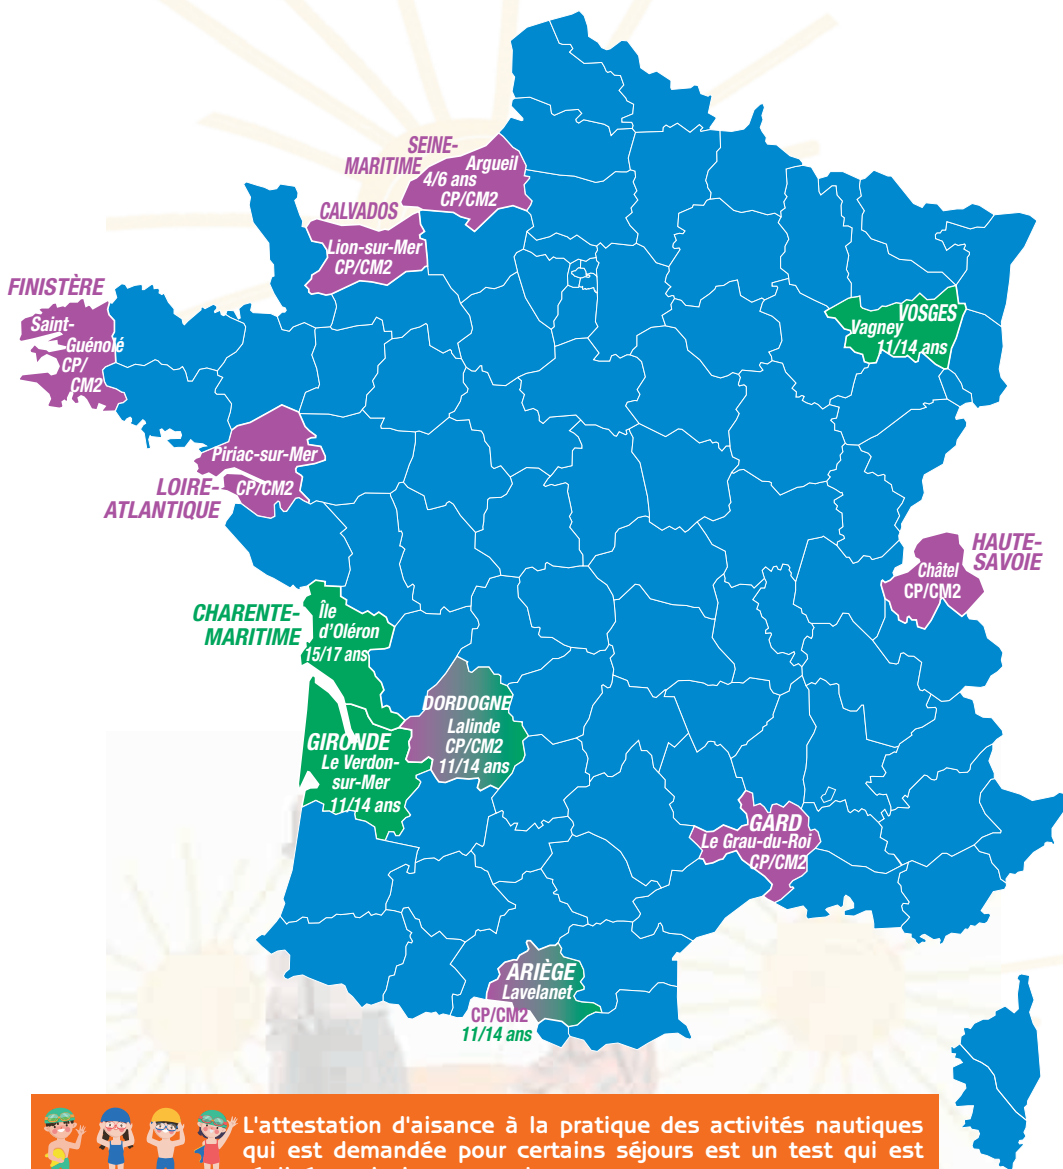 SEINE-
MARITIME
Argueil
4/6 ans
CP/CM2
CALVADOS
Lion-sur-Mer
CP/CM2
FINISTÈRE
Saint-
Guénolé
CP/
CM2
VOSGES
Vagney
11/14 ans
Piriac-sur-Mer
CP/CM2
LOIRE-
ATLANTIQUE
HAUTE-
SAVOIE
Châtel
CP/CM2
CHARENTE-
MARITIME
Île
d'Oléron
15/17 ans
DORDOGNE
Lalinde
CP/CM2
11/14 ans
GIRONDE
Le Verdon-
sur-Mer
11/14 ans
GARD
Le Grau-du-Roi
CP/CM2
ARIÈGE
Lavelanet
CP/CM2
11/14 ans
L'attestation d'aisance à la pratique des activités nautiques
qui est demandée pour certains séjours est un test qui est